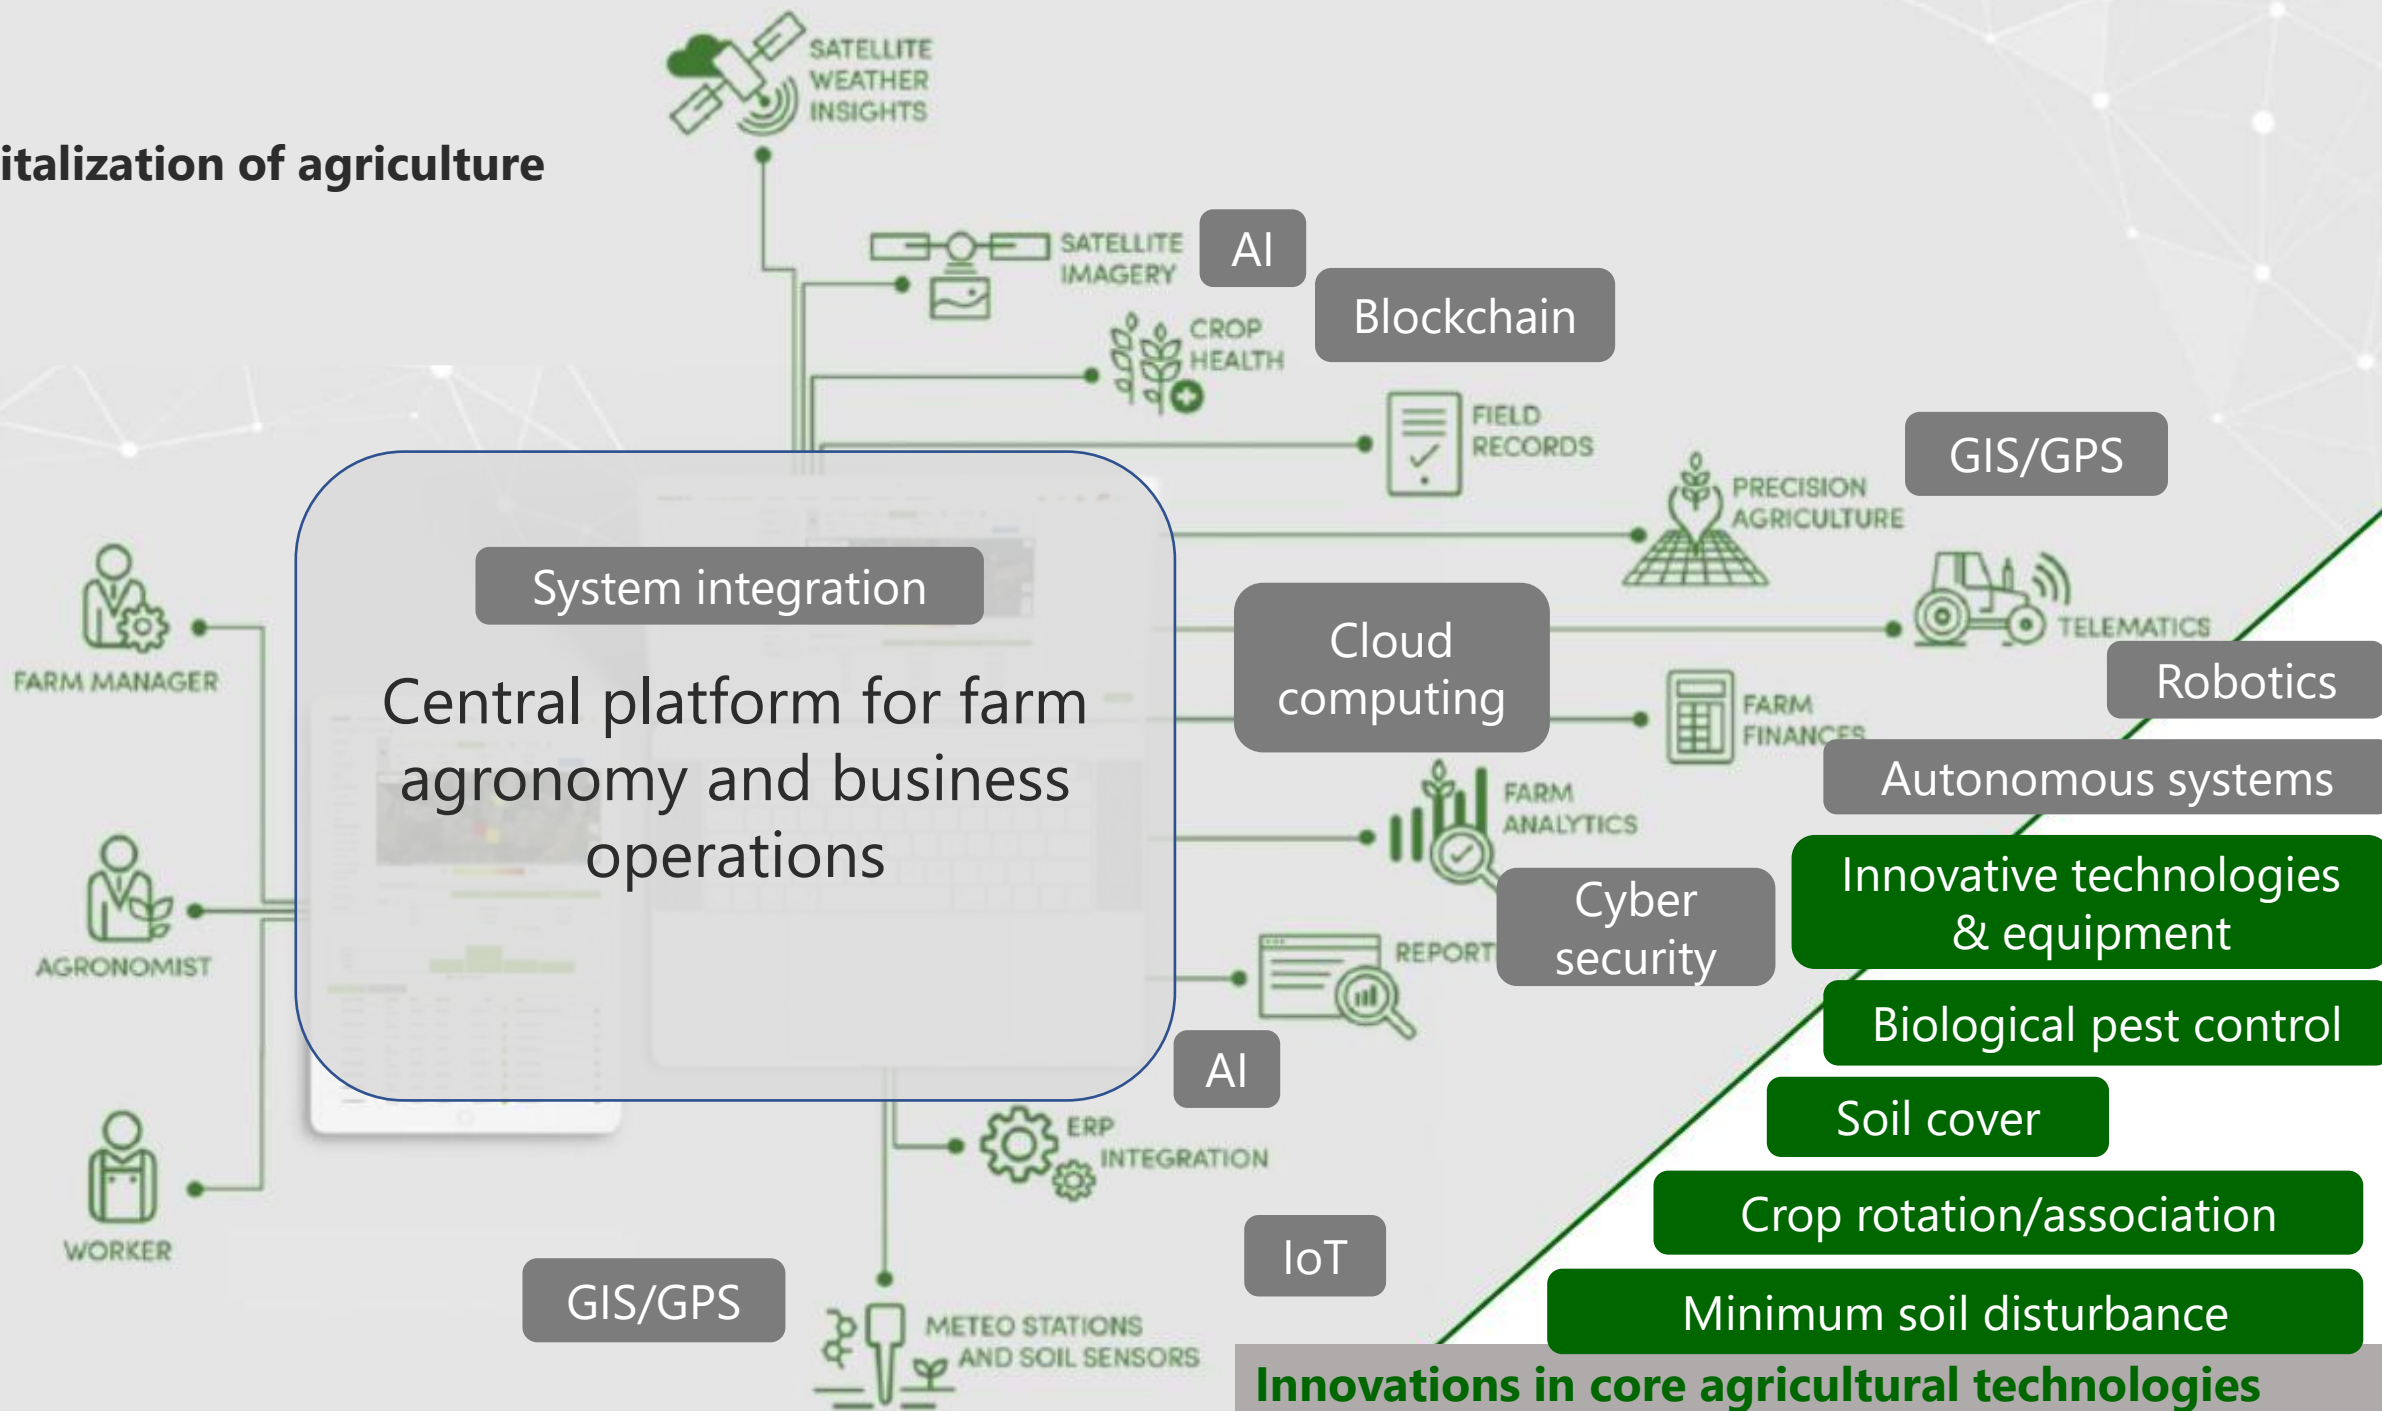 SATELLITE
WEATHER
INSIGHTS
italization of agriculture
SATELLITE
IMAGERY
AI
Blockchain
CROP
HEALTH
FIELD
RECORDS
GIS/GPS
PRECISION
AGRICULTURE
System integration
Central platform for farm
agronomy and business
operations
Cloud
computing
TELEMATICS
FARM MANAGER
Robotics
FARM
FINANCES
Autonomous systems
FARM
ANALYTICS
Innovative technologies
& equipment
Cyber
security
REPORT
AGRONOMIST
Biological pest control
AI
Soil cover
ERP
INTEGRATION
Crop rotation/association
WORKER
IoT
GIS/GPS
Minimum soil disturbance
METEO STATIONS
AND SOIL SENSORS
Innovations in core agricultural technologies